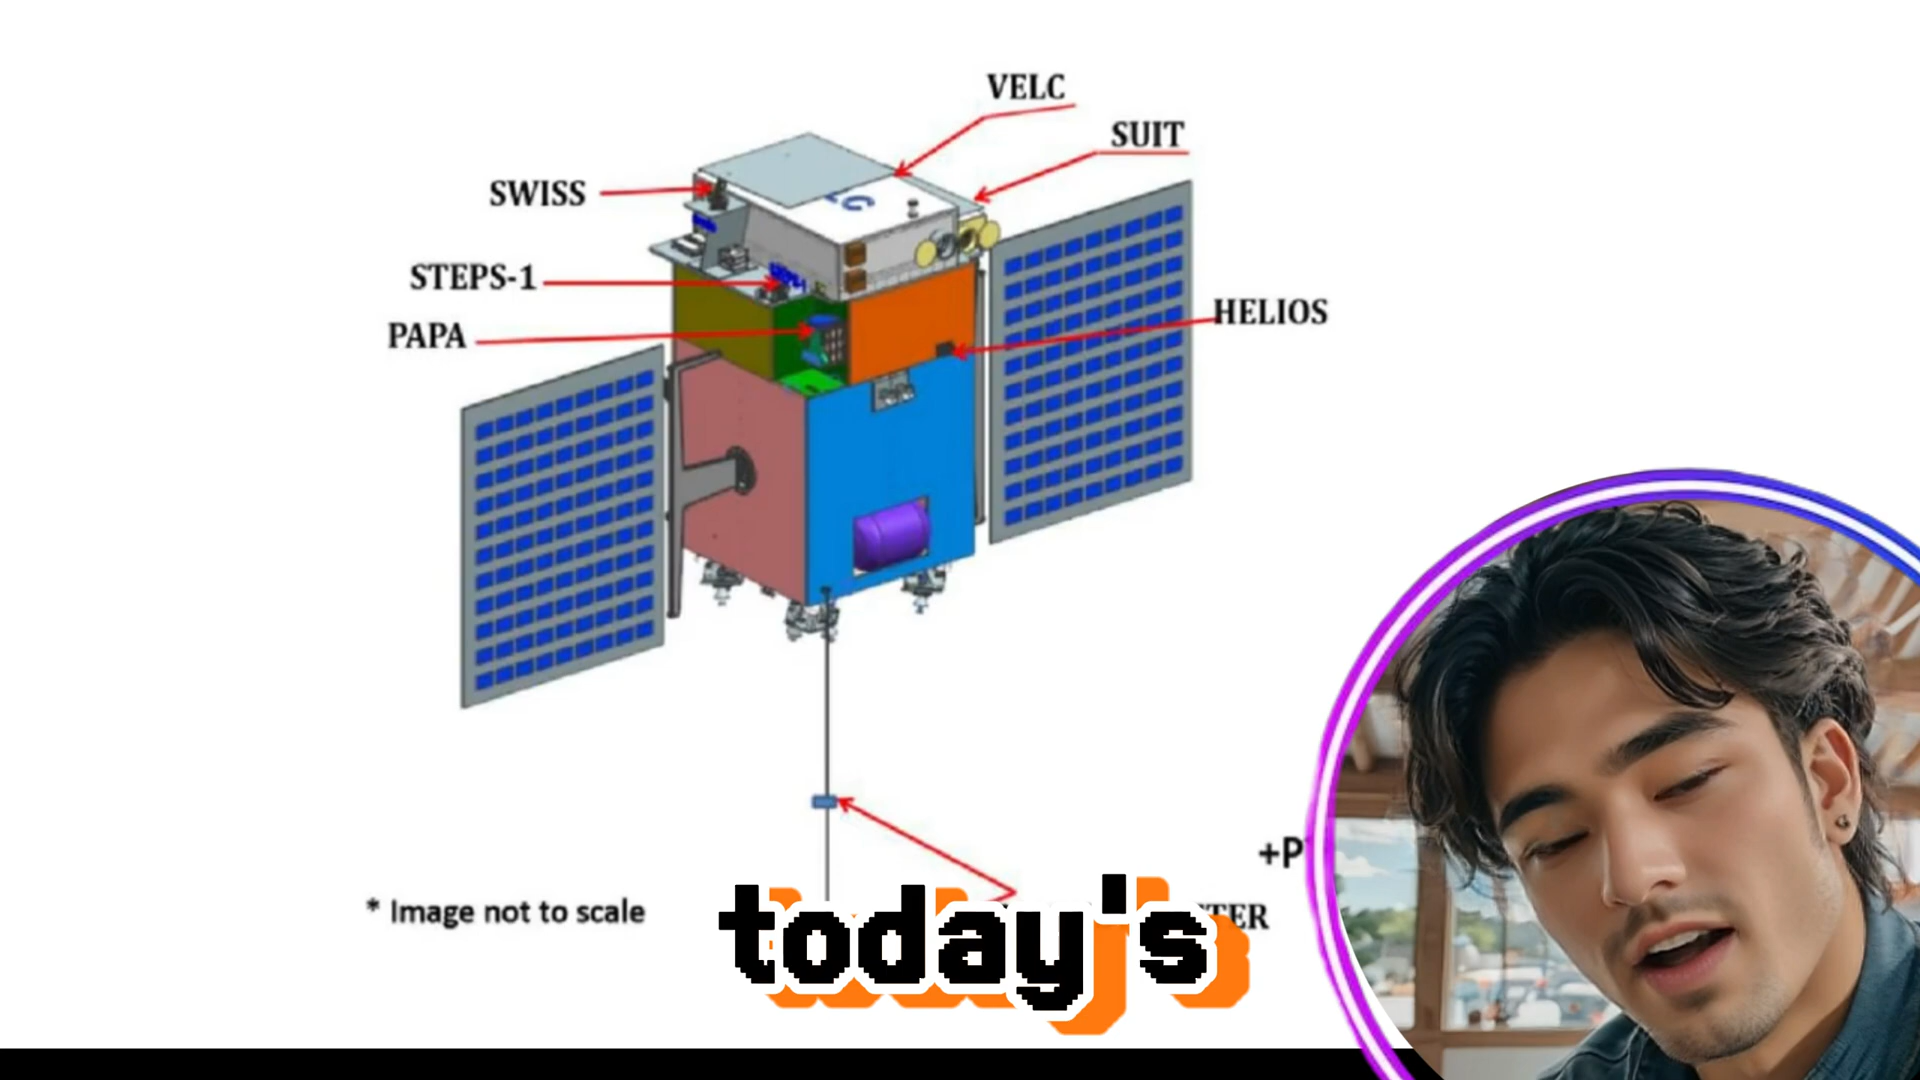 VELC
SUIT
SWISS
STEPS-1
HELIOS
PAPA
+P
* Image not to scale
today's